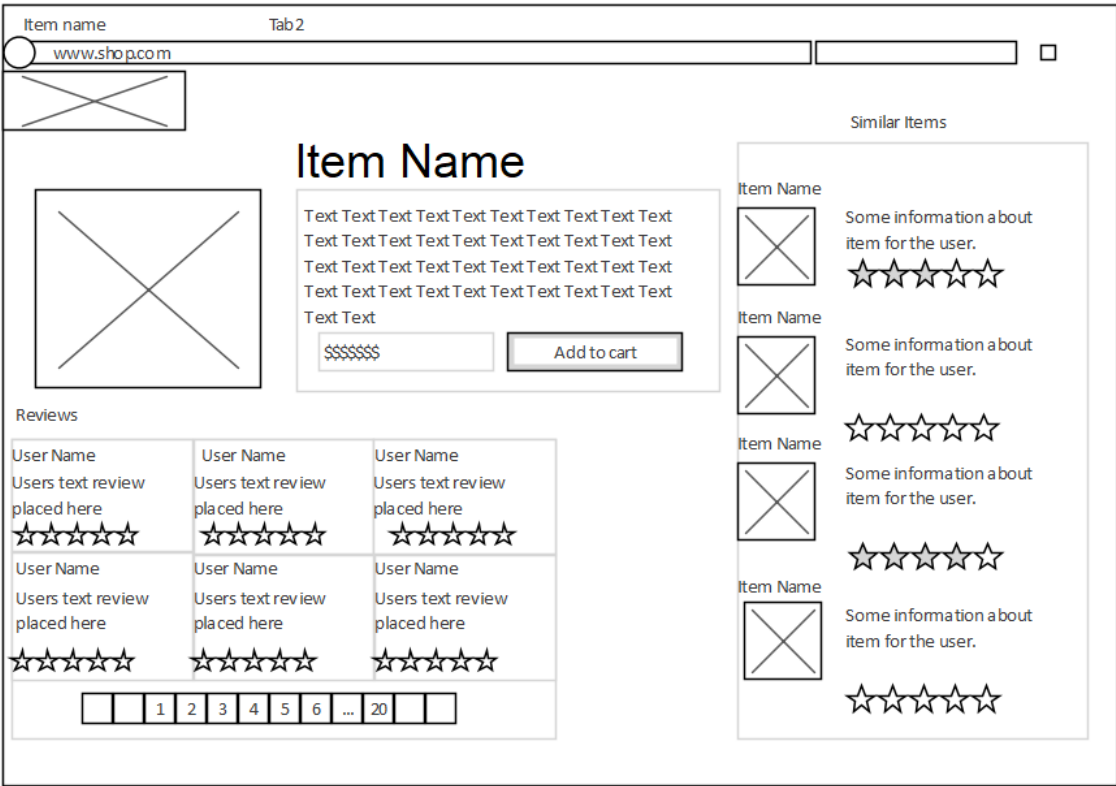 Item name
Tab 2
www.shop.com
Similar Items
Item Name
Text Text Text Text Text Text Text Text Text Text
Text Text Text Text Text Text Text Text Text Text
Text Text Text Text Text Text Text Text Text Text
Text Text Text Text Text Text Text Text Text Text
Text Text
$$$$$$$
Add to cart
Item Name
Some information about
item for the user.
Item Name
Some information about
item for the user.
Item Name
Some information about
item for the user.
Item Name
Some information about
item for the user.
Reviews
User Name
Users text review
placed here
User Name
Users text review
placed here
User Name
Users text review
placed here
User Name
Users text review
placed here
User Name
Users text review
placed here
User Name
Users text review
placed here
1 2 3 4 5 6 ... 20